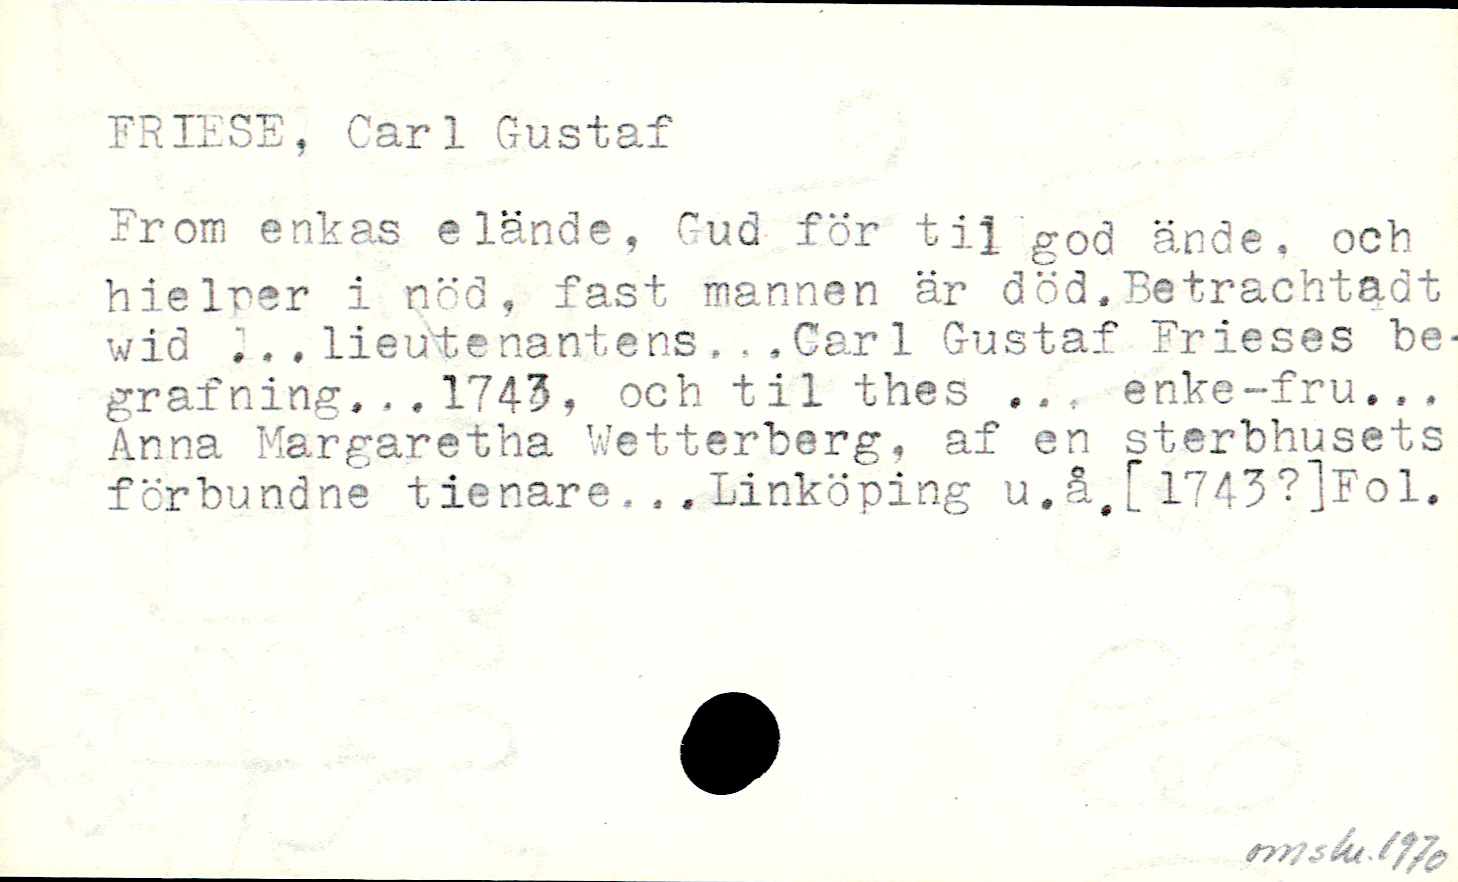 FRIESE, Carl Gustaf
From enkas elände, Gud för til god ände, och
hielper i nöd, fast mannen är död.Betrachtadt
wid ...lieutenantens...Carl Gustaf Frieses be-
grafning...1743, och til thes ... enke-fru...
Anna Margaretha Wetterberg, af en sterbhusets
förbundne tienare...Linköping u.å.[1743?]Fol.
omskr.1970